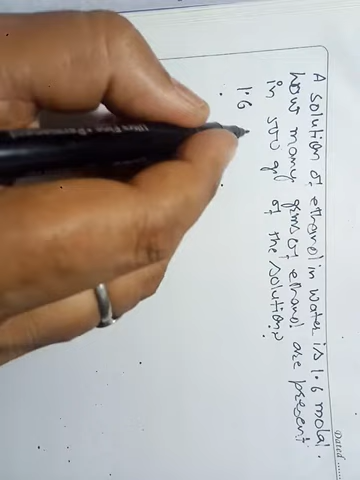 Dated ......
A solution of ethanol in water is 1.6 molal.
How many gms of ethanol are present
in 500 g of the solution?
1.6